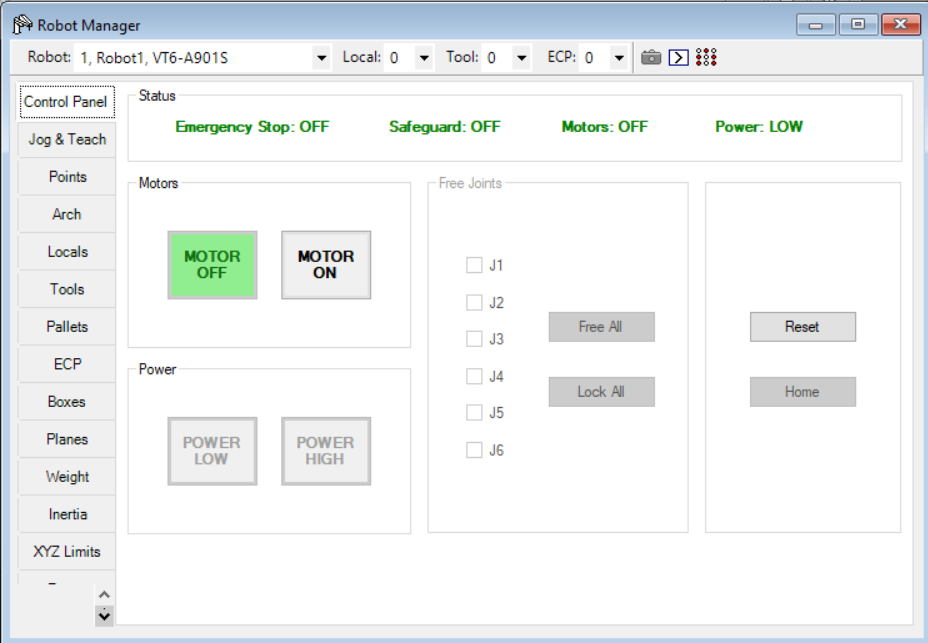 Robot Manager
Robot: 1, Robot1, VT6-A901S Local: 0 Tool: 0 ECP: 0
Control Panel
Jog & Teach
Points
Arch
Locals
Tools
Pallets
ECP
Boxes
Planes
Weight
Inertia
XYZ Limits
Status
Emergency Stop: OFF Safeguard: OFF Motors: OFF Power: LOW
Motors
MOTOR
OFF
MOTOR
ON
Power
POWER
LOW
POWER
HIGH
Free Joints
J1
J2
J3
J4
J5
J6
Free All
Lock All
Reset
Home